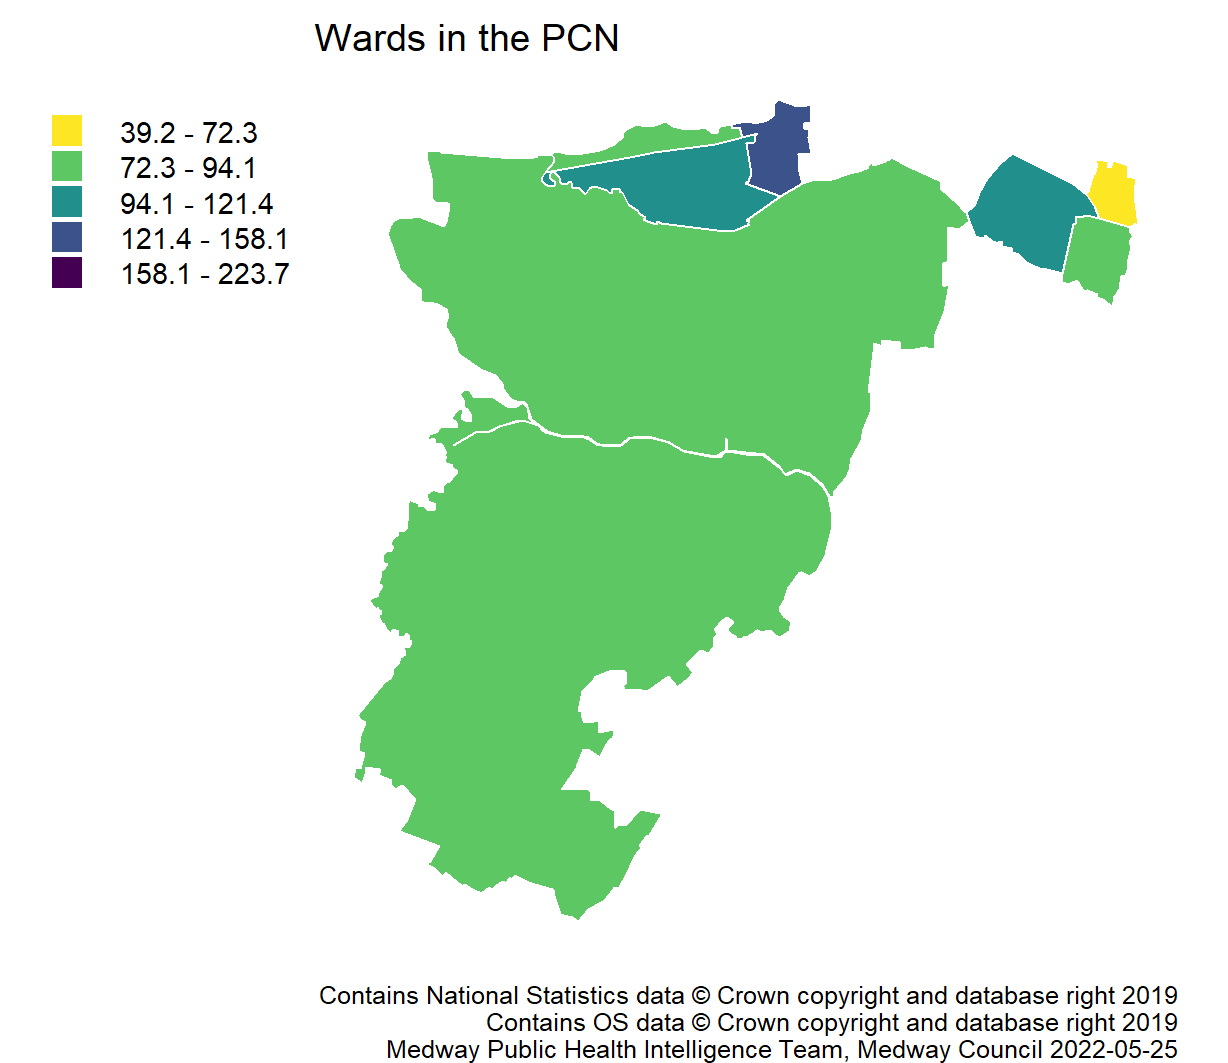 Wards in the PCN
39.2 - 72.3
72.3 - 94.1
94.1 - 121.4
121.4 - 158.1
158.1 - 223.7
Contains National Statistics data © Crown copyright and database right 2019
Contains OS data © Crown copyright and database right 2019
Medway Public Health Intelligence Team, Medway Council 2022-05-25